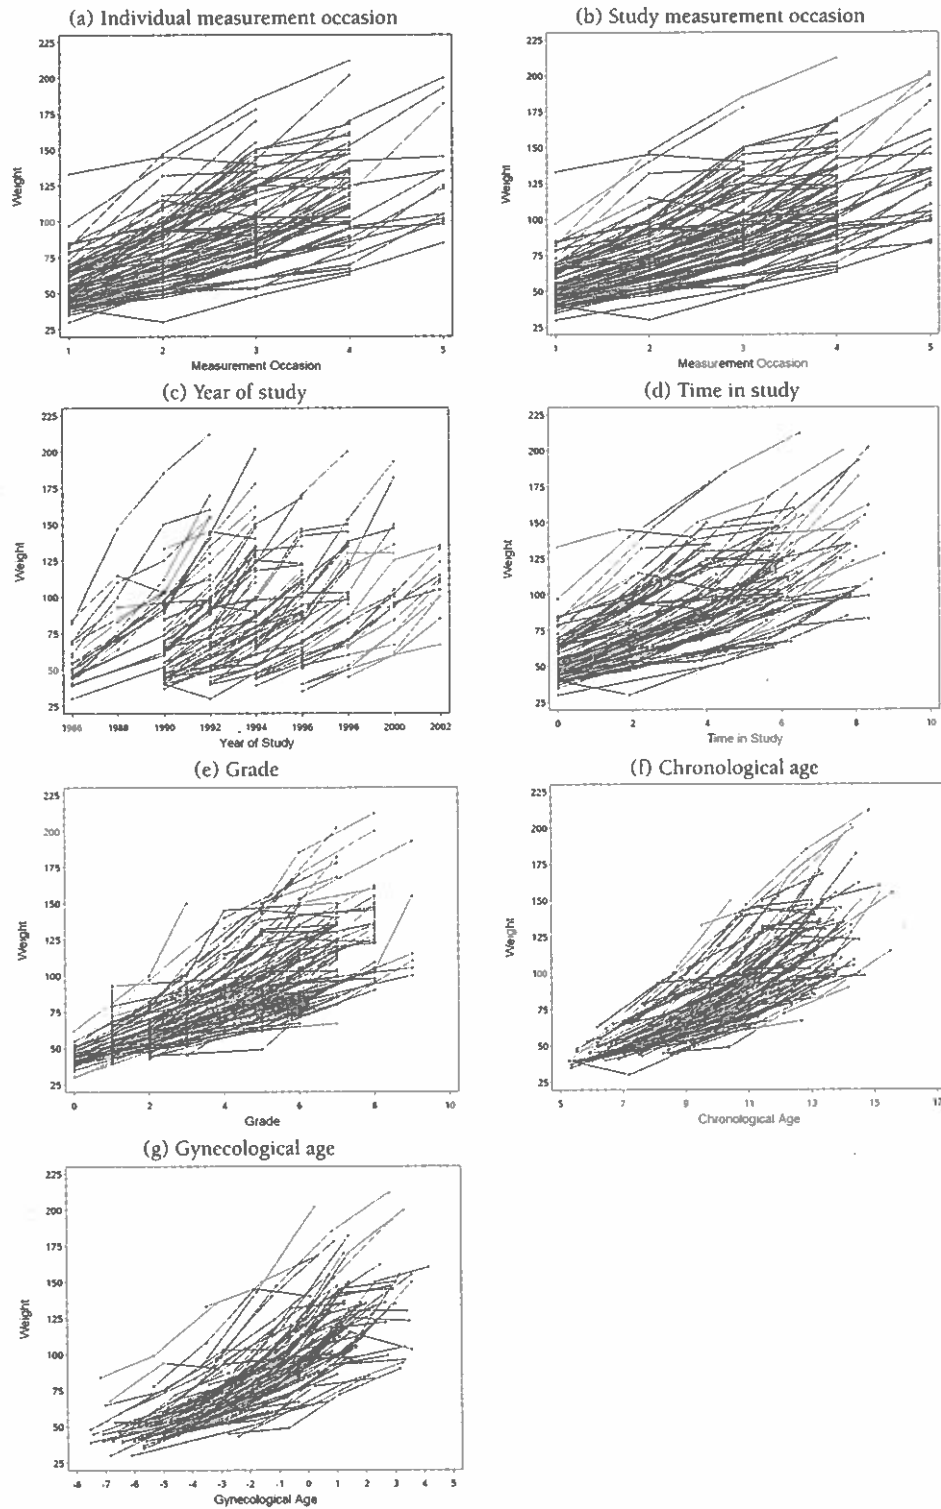 (a) Individual measurement occasion
225
200
175
150
125
100
75
50
25
Weight
1 2 3 4 5
Measurement Occasion
(b) Study measurement occasion
225
200
175
150
125
100
75
50
25
Weight
1 2 3 4 5
Measurement Occasion
(c) Year of study
225
200
175
150
125
100
75
50
25
Weight
1986 1988 1990 1992 1994 1996 1998 2000 2002
Year of Study
(d) Time in study
225
200
175
150
125
100
75
50
25
Weight
0 2 4 6 8 10
Time in Study
(e) Grade
225
200
175
150
125
100
75
50
25
Weight
0 2 4 6 8 10
Grade
(f) Chronological age
225
200
175
150
125
100
75
50
25
Weight
5 7 9 11 13 15 17
Chronological Age
(g) Gynecological age
225
200
175
150
125
100
75
50
25
Weight
-8 -7 -6 -5 -4 -3 -2 -1 0 1 2 3 4 5
Gynecological Age